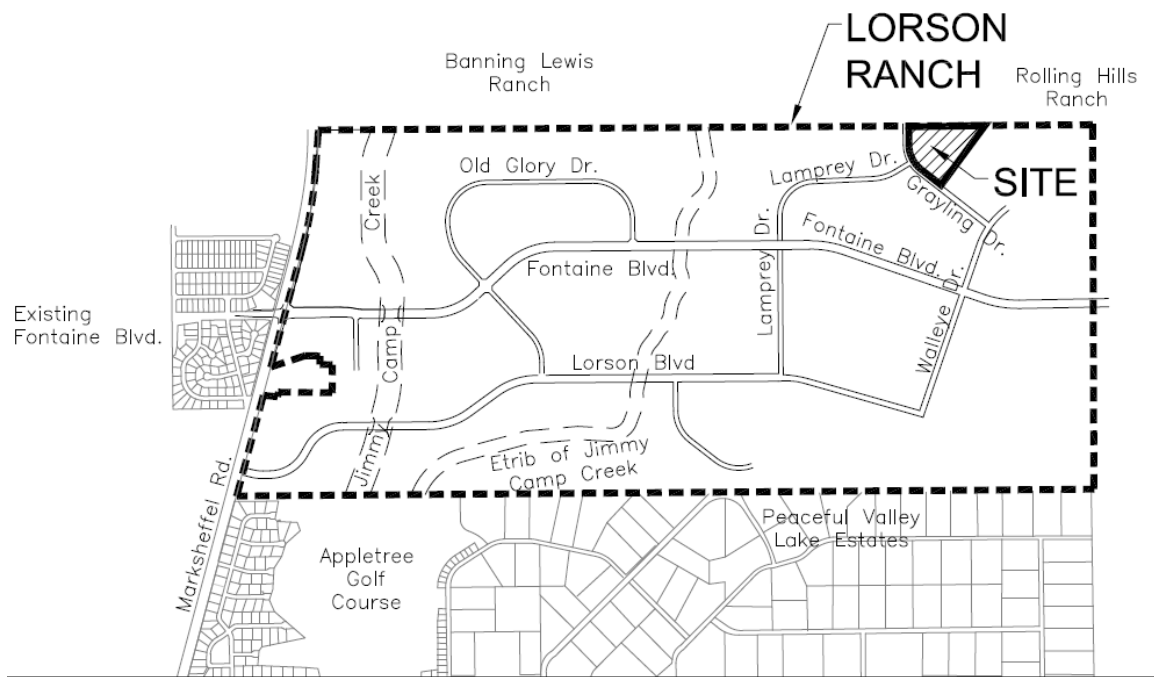 LORSON
RANCH
Banning Lewis
Ranch
Rolling Hills
Ranch
Old Glory Dr.
Lamprey Dr.
SITE
Grayling Dr.
Creek
Fontaine Blvd.
Fontaine Blvd.
Lamprey Dr.
Existing
Fontaine Blvd.
Camp
Walleye Dr.
Lorson Blvd
Jimmy
Etrib of Jimmy
Camp Creek
Marksheffel Rd.
Peaceful Valley
Lake Estates
Appletree
Golf
Course